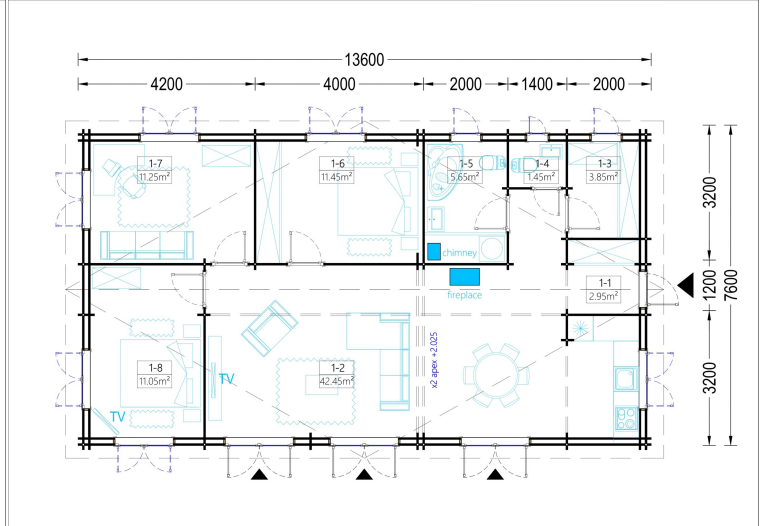 13600
4200 4000 2000 1400 2000
1-7
11.25m²
1-6
11.45m²
1-5
5.65m²
1-4
1.45m²
1-3
3.85m²
3200
chimney
fireplace
1-1
2.95m²
1200
7600
x2 apex +2.025
1-8
11.05m²
TV
TV
1-2
42.45m²
3200